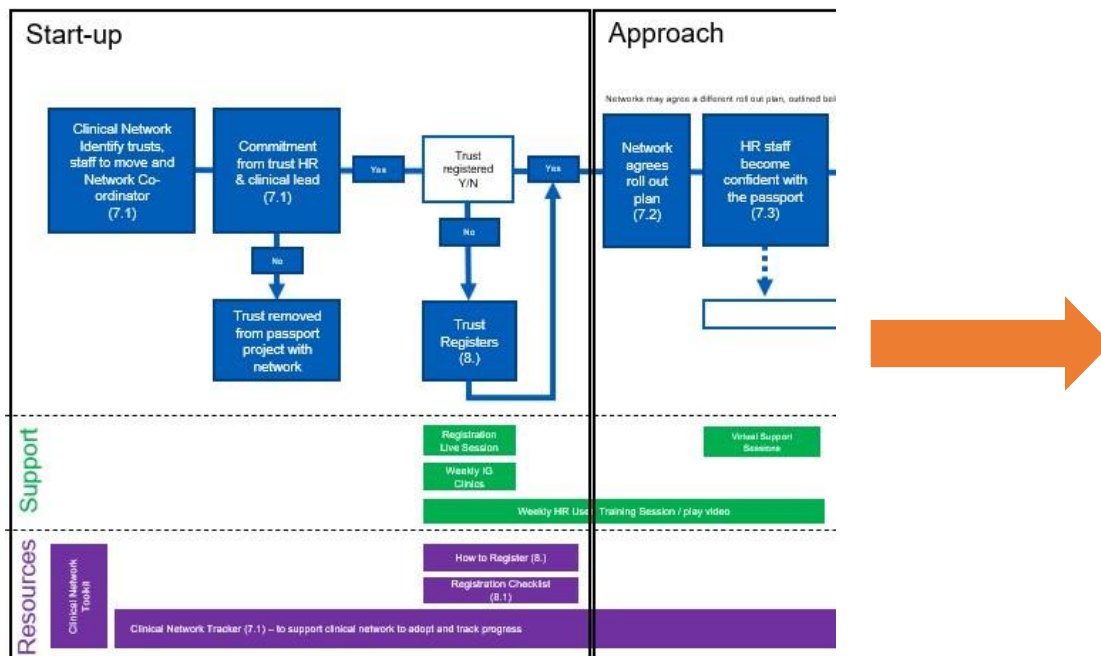 Start-up
Approach
Networks may agree a different roll out plan, outlined bel
Clinical Network
Identify trusts,
staff to move and
Network Co-
ordinator
(7.1)
Commitment
from trust HR
& clinical lead
(7.1)
Yes
Trust
registered
Y/N
Yes
Network
agrees
roll out
plan
(7.2)
HR staff
become
confident with
the passport
(7.3)
No
No
Trust removed
from passport
project with
network
Trust
Registers
(8.)
Support
Registration
Live Session
Virtual Support
Sessions
Weekly IG
Clinics
Weekly HR User Training Session / play video
Resources
Clinical Network
Toolkit
How to Register (8.)
Registration Checklist
(8.1)
Clinical Network Tracker (7.1) – to support clinical network to adopt and track progress